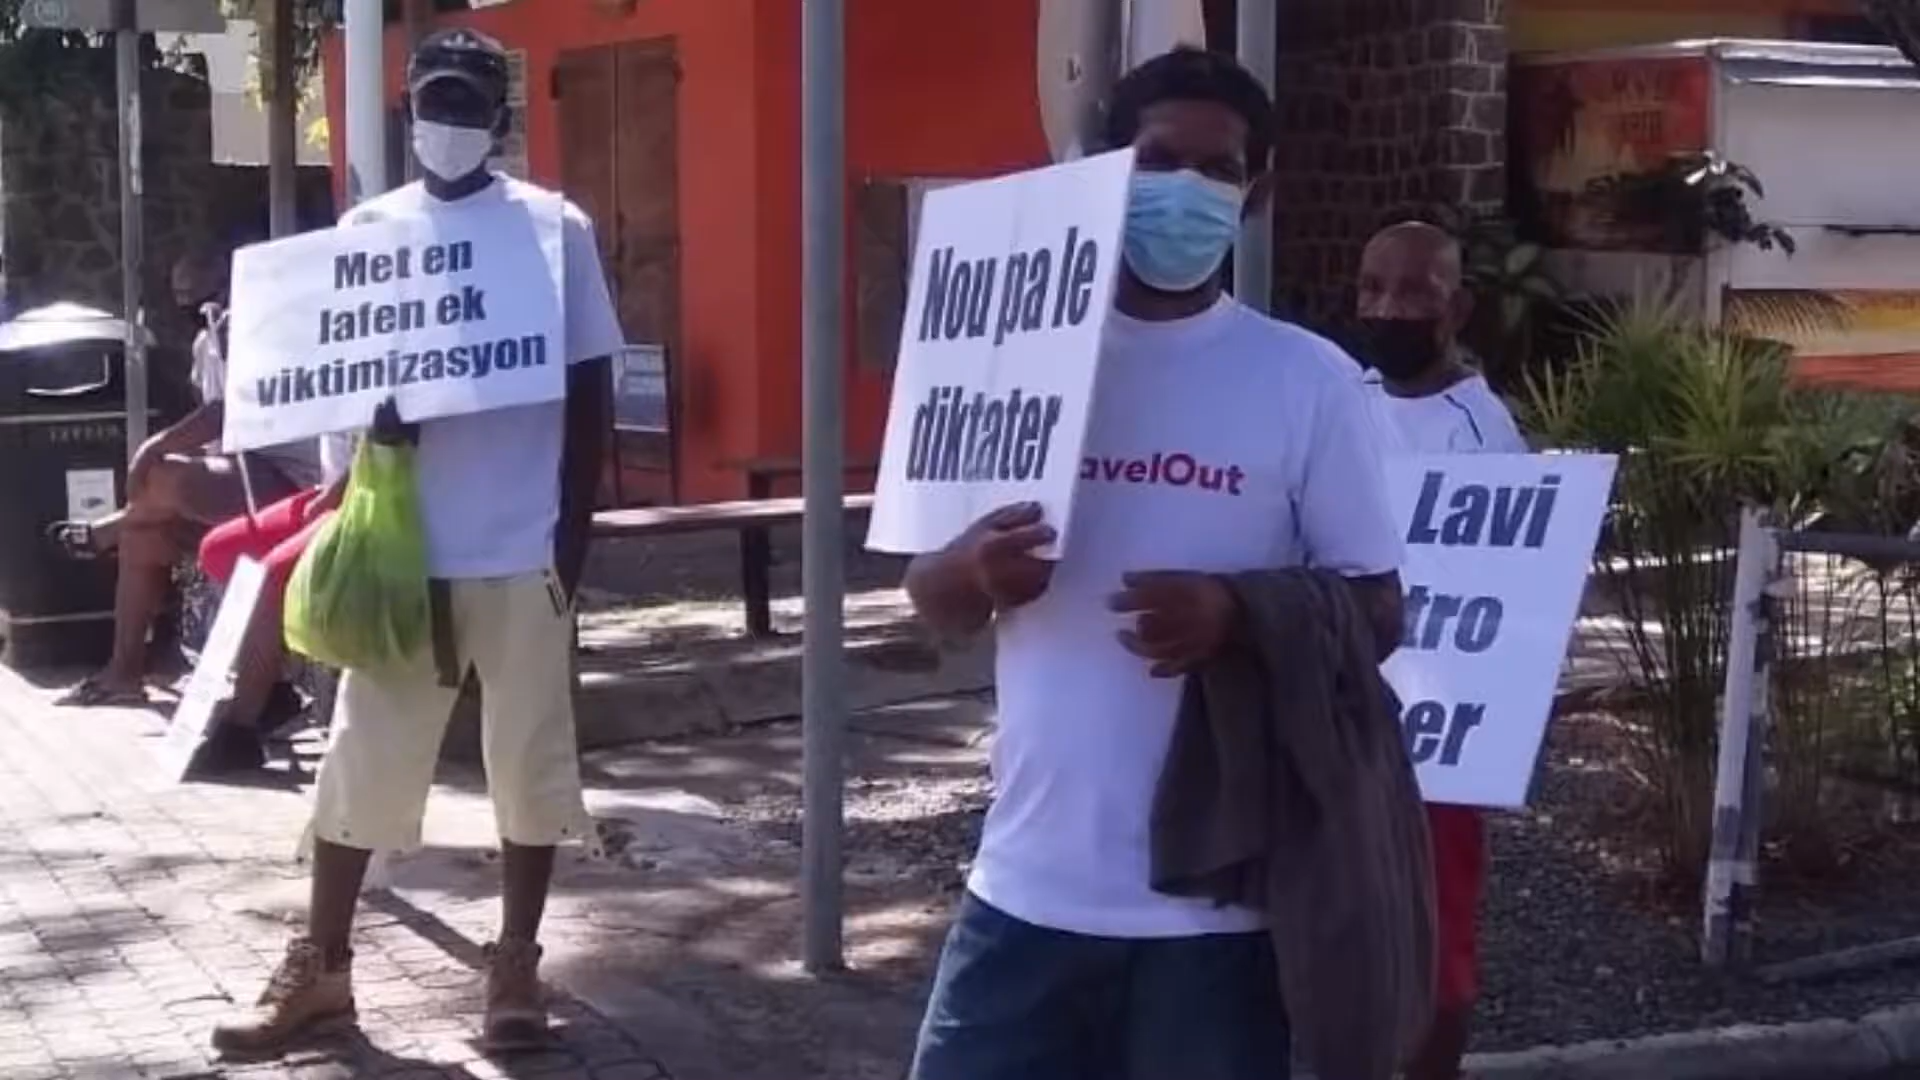 Met en
lafen ek
viktimizasyon
Nou pa le
diktater
avelOut
Lavi
tro
er